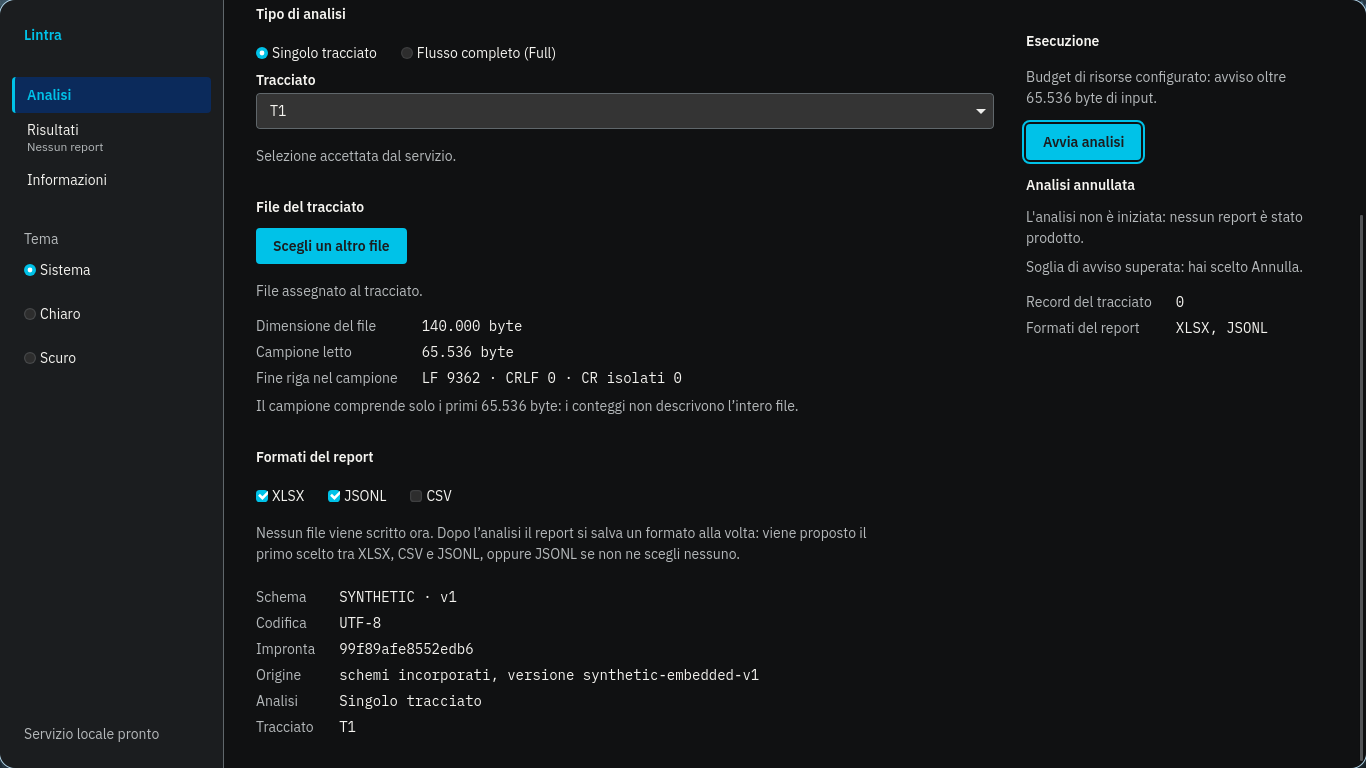 Lintra
Analisi
Risultati
Nessun report
Informazioni
Tema
Sistema
Chiaro
Scuro
Servizio locale pronto
Tipo di analisi
Singolo tracciato
Flusso completo (Full)
Tracciato
T1
Selezione accettata dal servizio.
File del tracciato
Scegli un altro file
File assegnato al tracciato.
Dimensione del file 140.000 byte
Campione letto 65.536 byte
Fine riga nel campione LF 9362 · CRLF 0 · CR isolati 0
Il campione comprende solo i primi 65.536 byte: i conteggi non descrivono l’intero file.
Formati del report
XLSX JSONL CSV
Nessun file viene scritto ora. Dopo l’analisi il report si salva un formato alla volta: viene proposto il
primo scelto tra XLSX, CSV e JSONL, oppure JSONL se non ne scegli nessuno.
Schema SYNTHETIC · v1
Codifica UTF-8
Impronta 99f89afe8552edb6
Origine schemi incorporati, versione synthetic-embedded-v1
Analisi Singolo tracciato
Tracciato T1
Esecuzione
Budget di risorse configurato: avviso oltre
65.536 byte di input.
Avvia analisi
Analisi annullata
L'analisi non è iniziata: nessun report è stato
prodotto.
Soglia di avviso superata: hai scelto Annulla.
Record del tracciato 0
Formati del report XLSX, JSONL